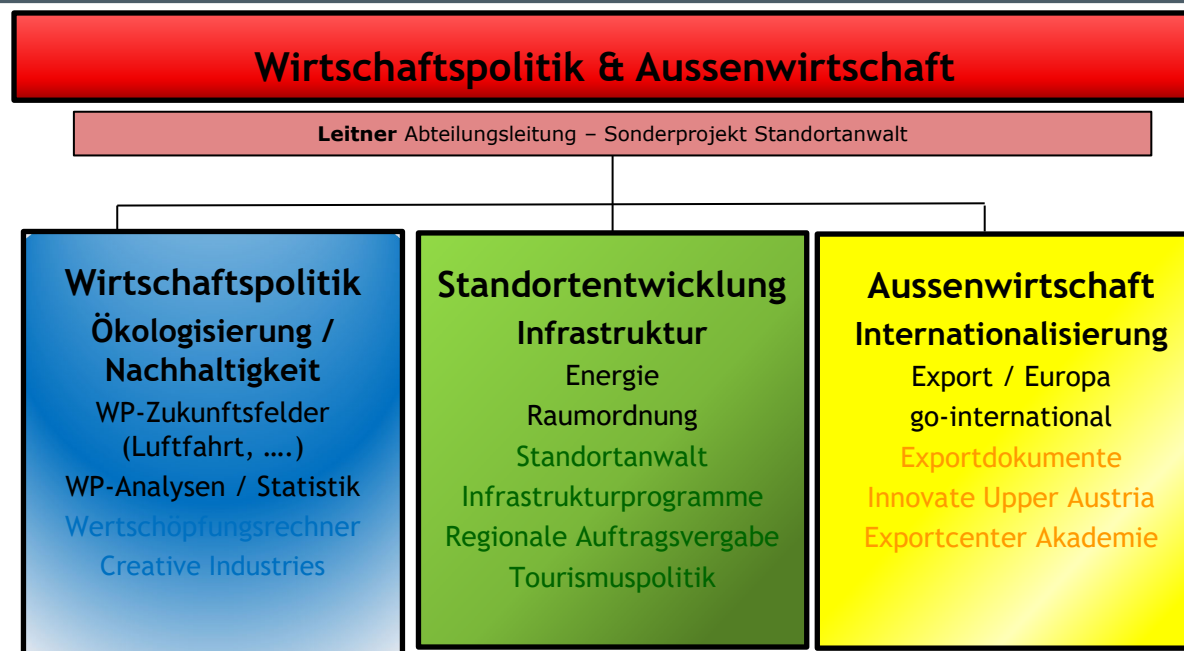 Wirtschaftspolitik & Aussenwirtschaft
Leitner Abteilungsleitung – Sonderprojekt Standortanwalt
Wirtschaftspolitik
Ökologisierung /
Nachhaltigkeit
WP-Zukunftsfelder
(Luftfahrt, ….)
WP-Analysen / Statistik
Wertschöpfungsrechner
Creative Industries
Standortentwicklung
Infrastruktur
Energie
Raumordnung
Standortanwalt
Infrastrukturprogramme
Regionale Auftragsvergabe
Tourismuspolitik
Aussenwirtschaft
Internationalisierung
Export / Europa
go-international
Exportdokumente
Innovate Upper Austria
Exportcenter Akademie